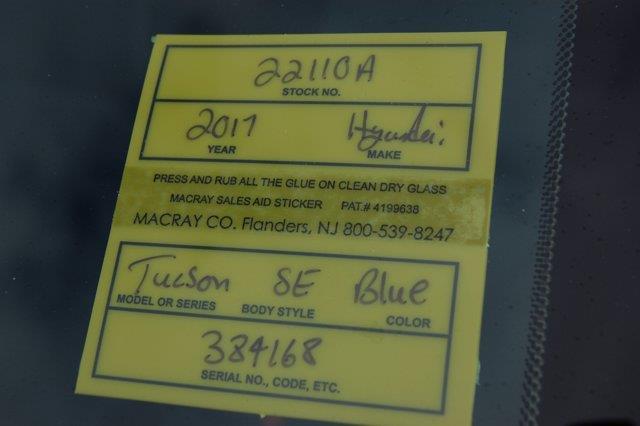 22110A
STOCK NO.
2017 Hyundai
YEAR MAKE
PRESS AND RUB ALL THE GLUE ON CLEAN DRY GLASS
MACRAY SALES AID STICKER PAT.# 4199638
MACRAY CO. Flanders, NJ 800-539-8247
Tucson SE Blue
MODEL OR SERIES BODY STYLE COLOR
384168
SERIAL NO., CODE, ETC.